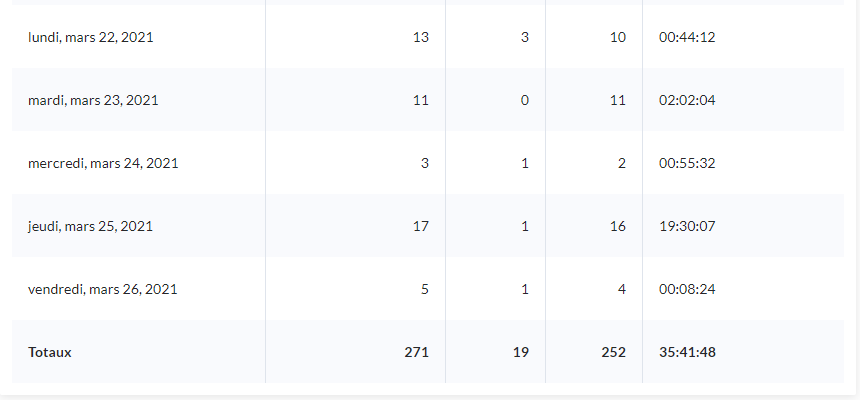 lundi, mars 22, 2021 13 3 10 00:44:12
mardi, mars 23, 2021 11 0 11 02:02:04
mercredi, mars 24, 2021 3 1 2 00:55:32
jeudi, mars 25, 2021 17 1 16 19:30:07
vendredi, mars 26, 2021 5 1 4 00:08:24
Totaux 271 19 252 35:41:48